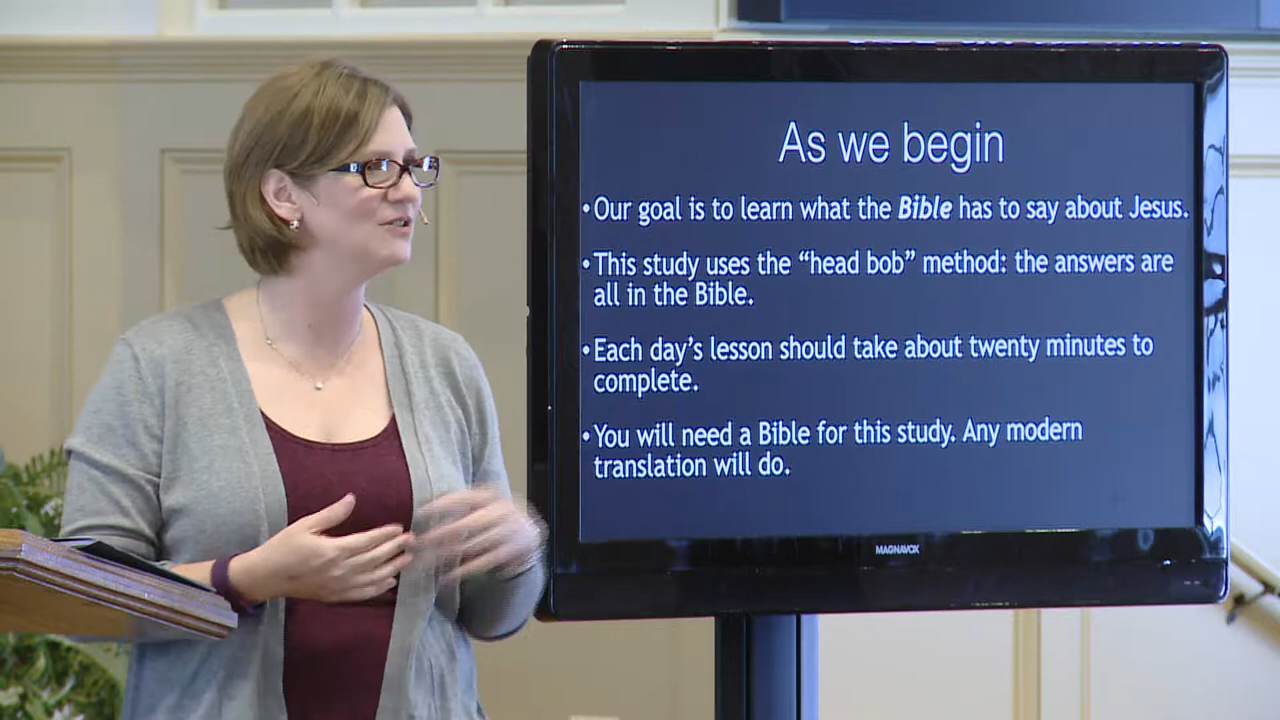 As we begin
•Our goal is to learn what the Bible has to say about Jesus.
•This study uses the “head bob” method: the answers are
all in the Bible.
•Each day’s lesson should take about twenty minutes to
complete.
•You will need a Bible for this study. Any modern
translation will do.
MAGNAVOX